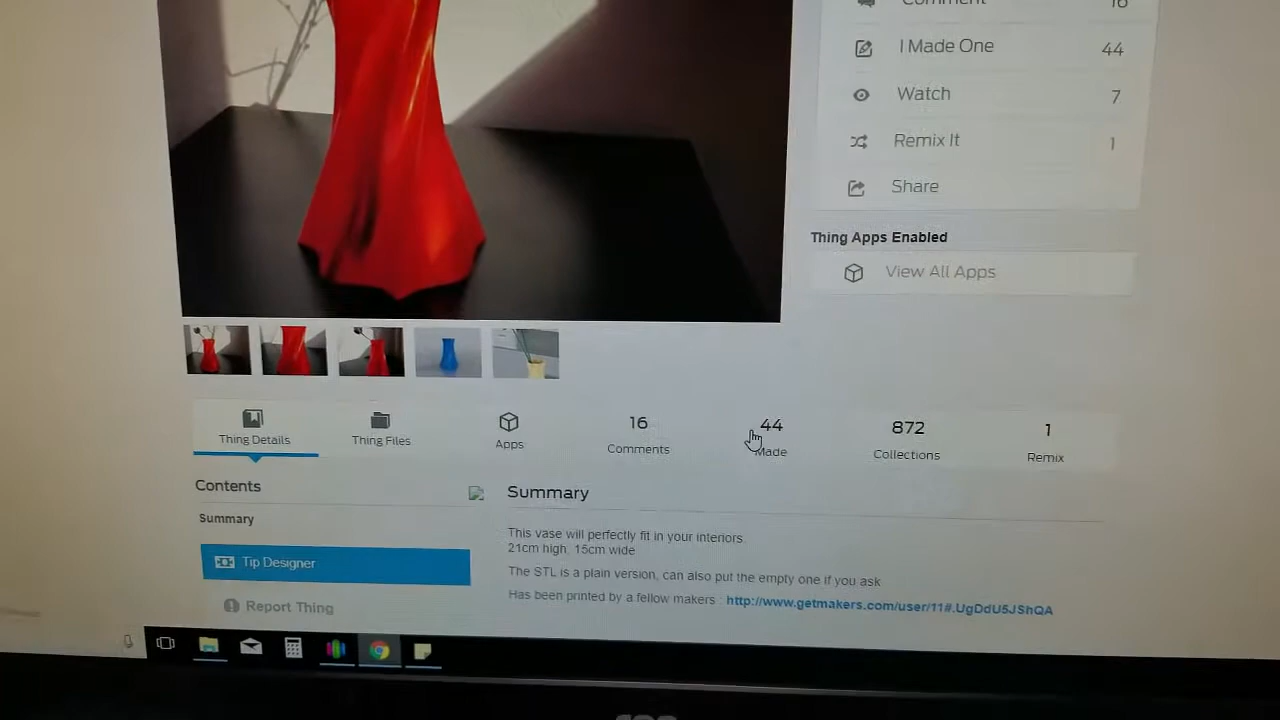 Comment 16
I Made One 44
Watch 7
Remix It 1
Share
Thing Apps Enabled
View All Apps
Thing Details
Thing Files
Apps
16
Comments
44
Made
872
Collections
1
Remix
Contents
Summary
Tip Designer
Report Thing
Summary
This vase will perfectly fit in your interiors.
21cm high, 15cm wide
The STL is a plain version, can also put the empty one if you ask
Has been printed by a fellow makers : http://www.getmakers.com/user/11#.UgDdU5JShQA